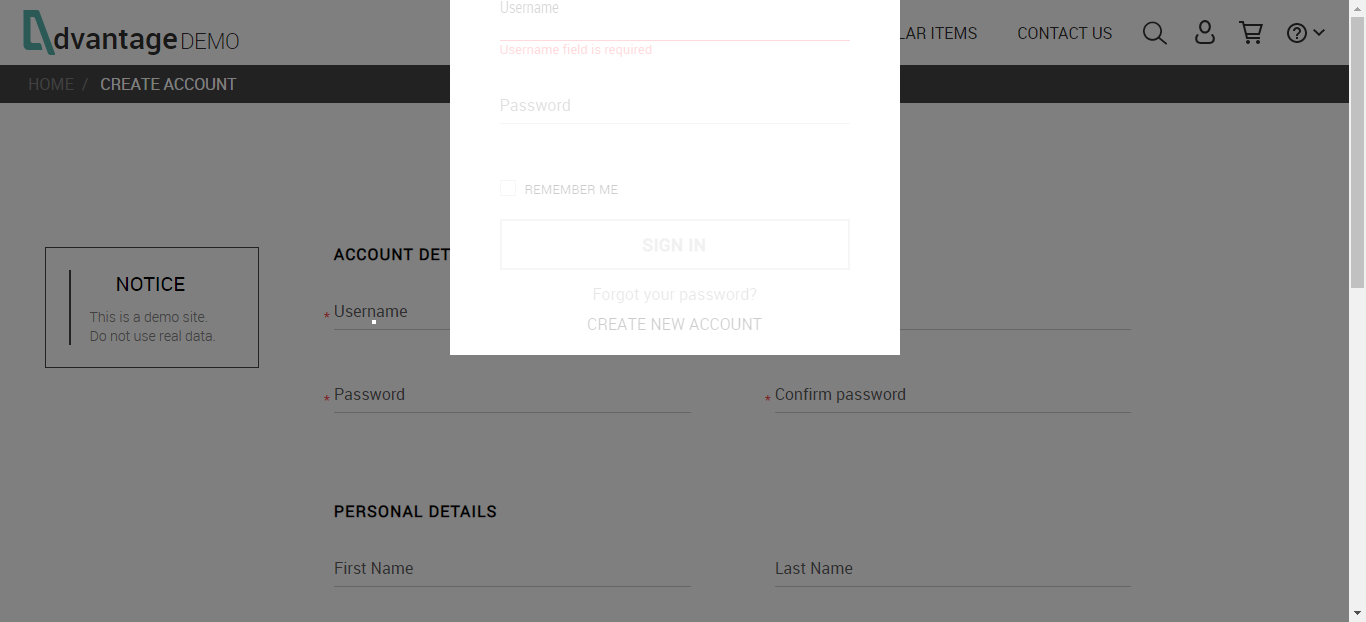 dvantage DEMO
Username
LAR ITEMS
CONTACT US
Username field is required
HOME / CREATE ACCOUNT
Password
REMEMBER ME
SIGN IN
Forgot your password?
CREATE NEW ACCOUNT
NOTICE
This is a demo site.
Do not use real data.
ACCOUNT DET
* Username
* Password
* Confirm password
PERSONAL DETAILS
First Name
Last Name